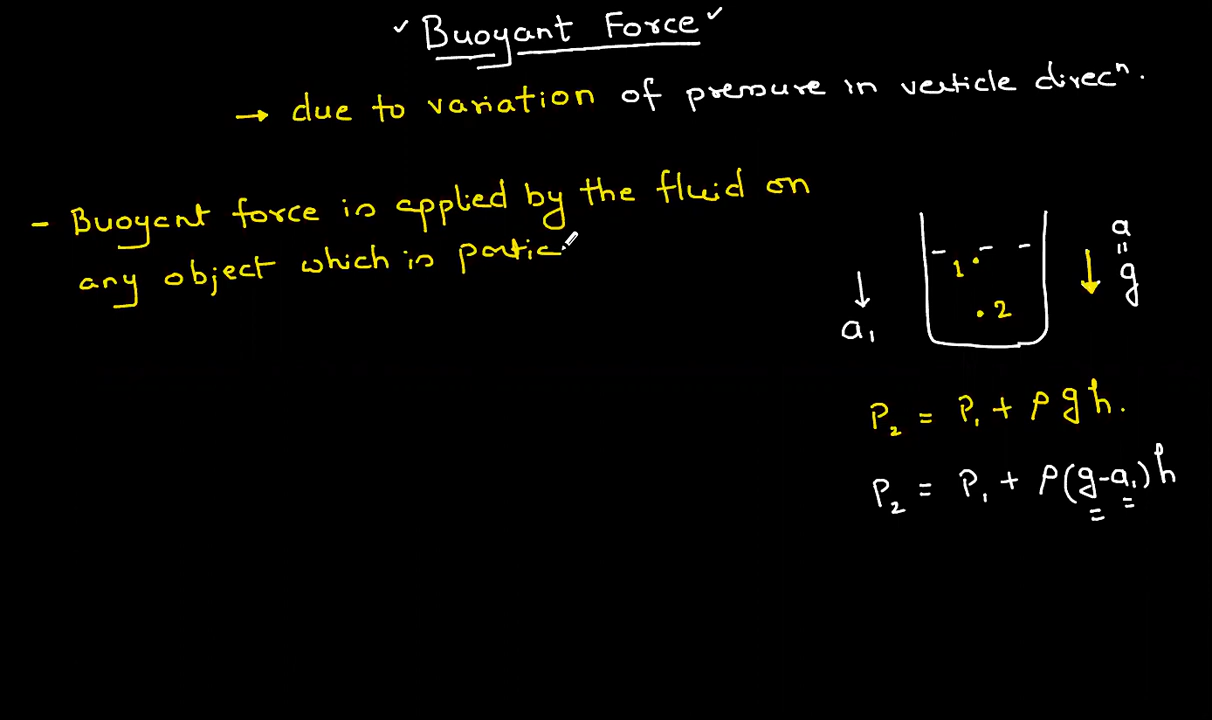 Buoyant Force
→ due to variation of pressure in verticle direcⁿ.
- Buoyant force is applied by the fluid on
any object which is partic
a
=
g
1
2
a₁
P₂ = P₁ + ρgh.
P₂ = P₁ + ρ(g-a₁)h